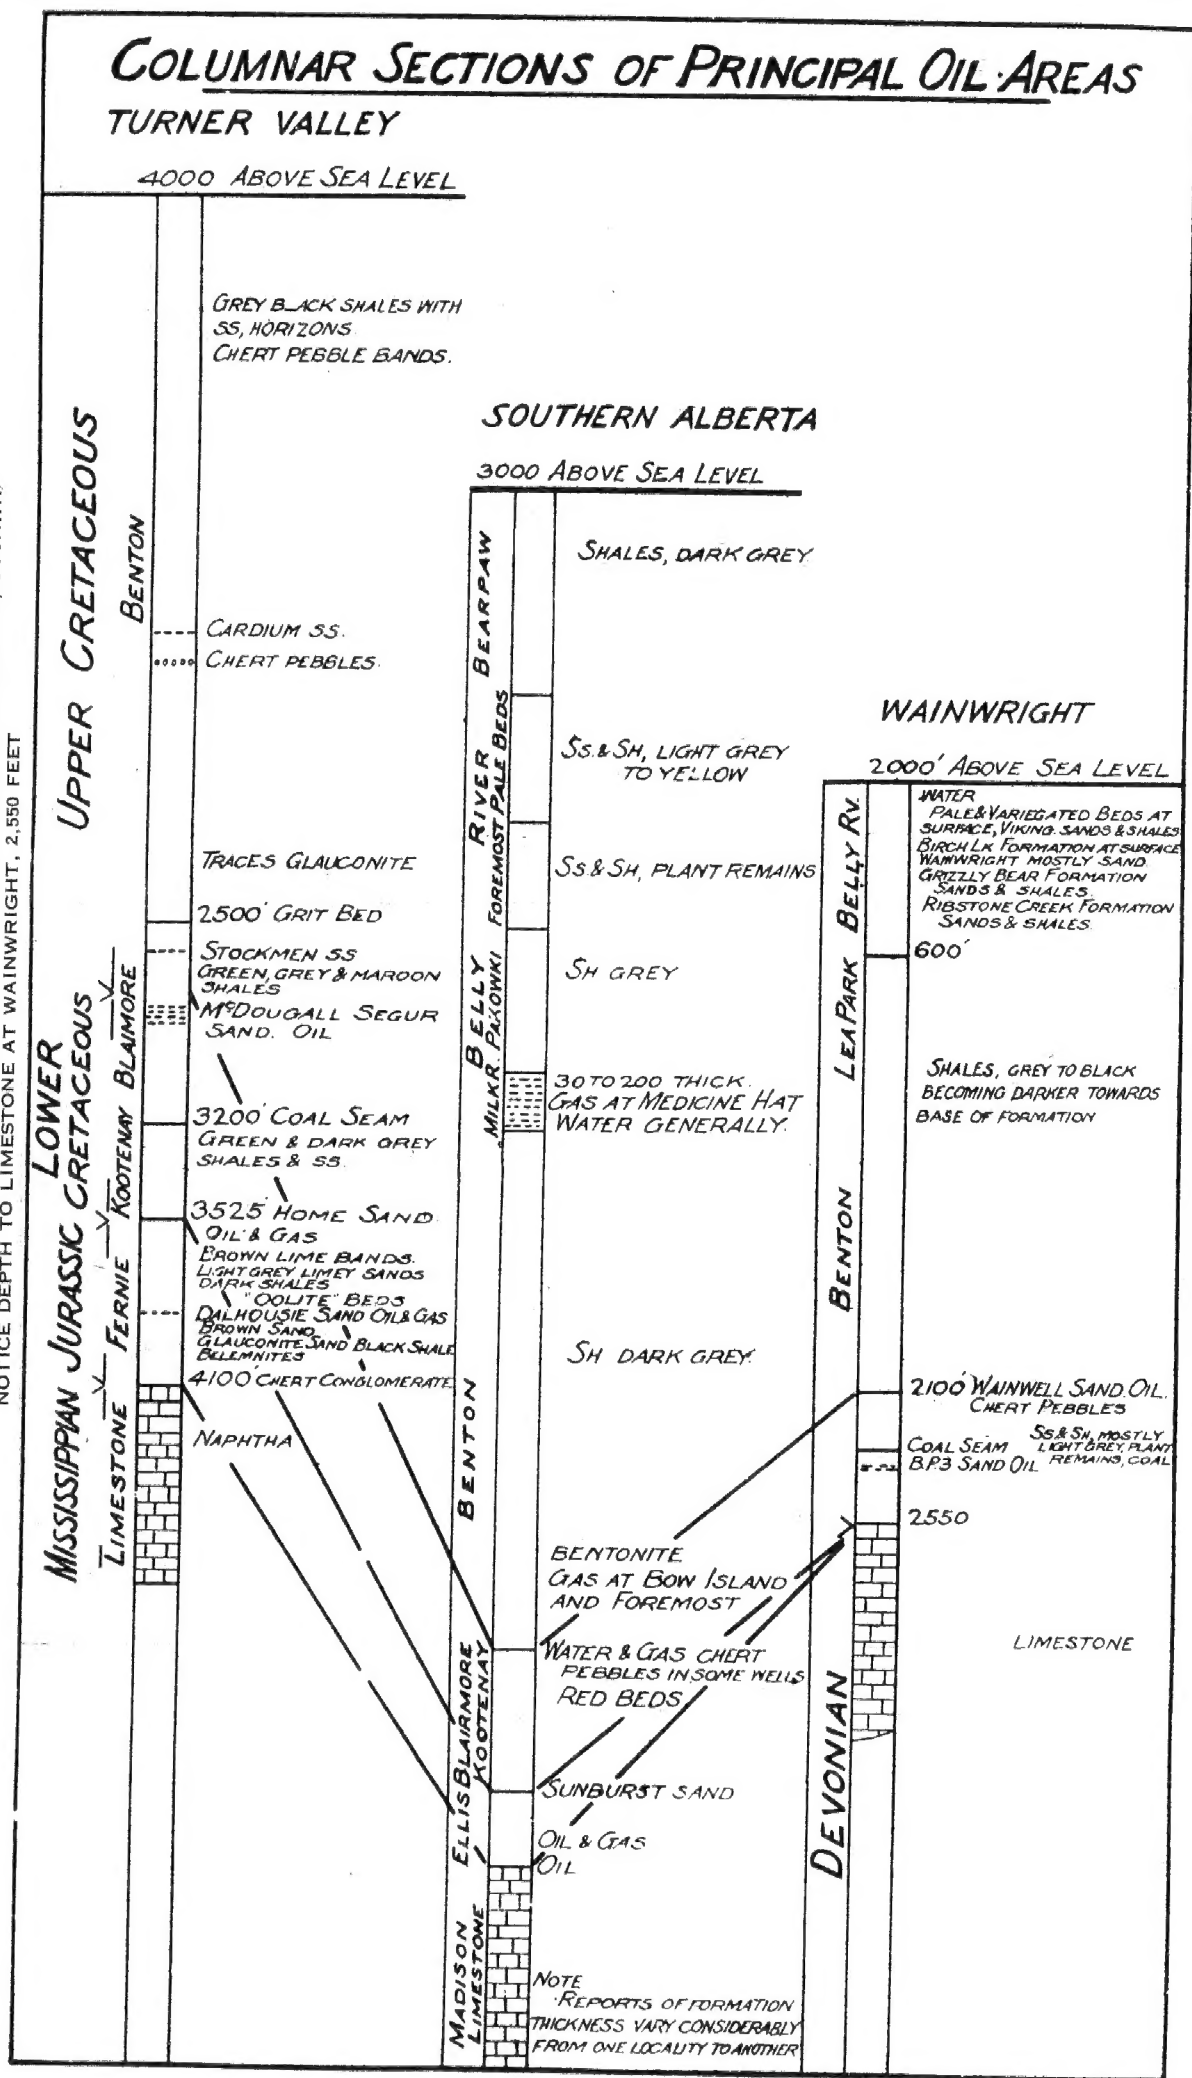 COLUMNAR SECTIONS OF PRINCIPAL OIL AREAS
TURNER VALLEY
4000 ABOVE SEA LEVEL
GREY BLACK SHALES WITH
SS, HORIZONS
CHERT PEBBLE BANDS.
UPPER CRETACEOUS
BENTON
CARDIUM SS.
CHERT PEBBLES.
TRACES GLAUCONITE
2500' GRIT BED
STOCKMEN SS
GREEN, GREY & MAROON
SHALES
McDOUGALL SEGUR
SAND. OIL
3200' COAL SEAM
GREEN & DARK GREY
SHALES & SS
3525' HOME SAND
OIL & GAS
BROWN LIME BANDS.
LIGHT GREY LIMEY SANDS
DARK SHALES
"OOLITE" BEDS
DALHOUSIE SAND OIL & GAS
BROWN SAND
GLAUCONITE SAND BLACK SHALE
BELEMNITES
4100' CHERT CONGLOMERATE
NAPHTHA
LOWER
CRETACEOUS
JURASSIC
MISSISSIPPIAN
BLAIMORE
KOOTENAY
FERNIE
LIMESTONE
SOUTHERN ALBERTA
3000 ABOVE SEA LEVEL
BEARPAW
SHALES, DARK GREY
BELLY RIVER
PALE BEDS
SS. & SH, LIGHT GREY
TO YELLOW
FOREMOST
SS & SH, PLANT REMAINS
SH GREY
MILK R.
30 TO 200 THICK.
GAS AT MEDICINE HAT
WATER GENERALLY.
BENTON
SH DARK GREY.
BENTONITE
GAS AT BOW ISLAND
AND FOREMOST
WATER & GAS CHERT
PEBBLES IN SOME WELLS
RED BEDS
BLAIRMORE
KOOTENAY
SUNBURST SAND
ELLIS
OIL & GAS
OIL
MADISON
LIMESTONE
NOTE
REPORTS OF FORMATION
THICKNESS VARY CONSIDERABLY
FROM ONE LOCALITY TO ANOTHER
WAINWRIGHT
2000' ABOVE SEA LEVEL
BELLY RV.
WATER
PALE & VARIEGATED BEDS AT
SURFACE, VIKING SANDS & SHALES
BIRCH LK FORMATION AT SURFACE
WAINWRIGHT MOSTLY SAND
GRIZZLY BEAR FORMATION
SANDS & SHALES.
RIBSTONE CREEK FORMATION
SANDS & SHALES
600'
LEA PARK
SHALES, GREY TO BLACK
BECOMING DARKER TOWARDS
BASE OF FORMATION
BENTON
2100' WAINWELL SAND. OIL.
CHERT PEBBLES
COAL SEAM
B.P.3 SAND OIL
SS & SH, MOSTLY
LIGHT GREY, PLANT
REMAINS, COAL
2550
LIMESTONE
DEVONIAN
NOTICE DEPTH TO LIMESTONE AT WAINWRIGHT, 2,550 FEET